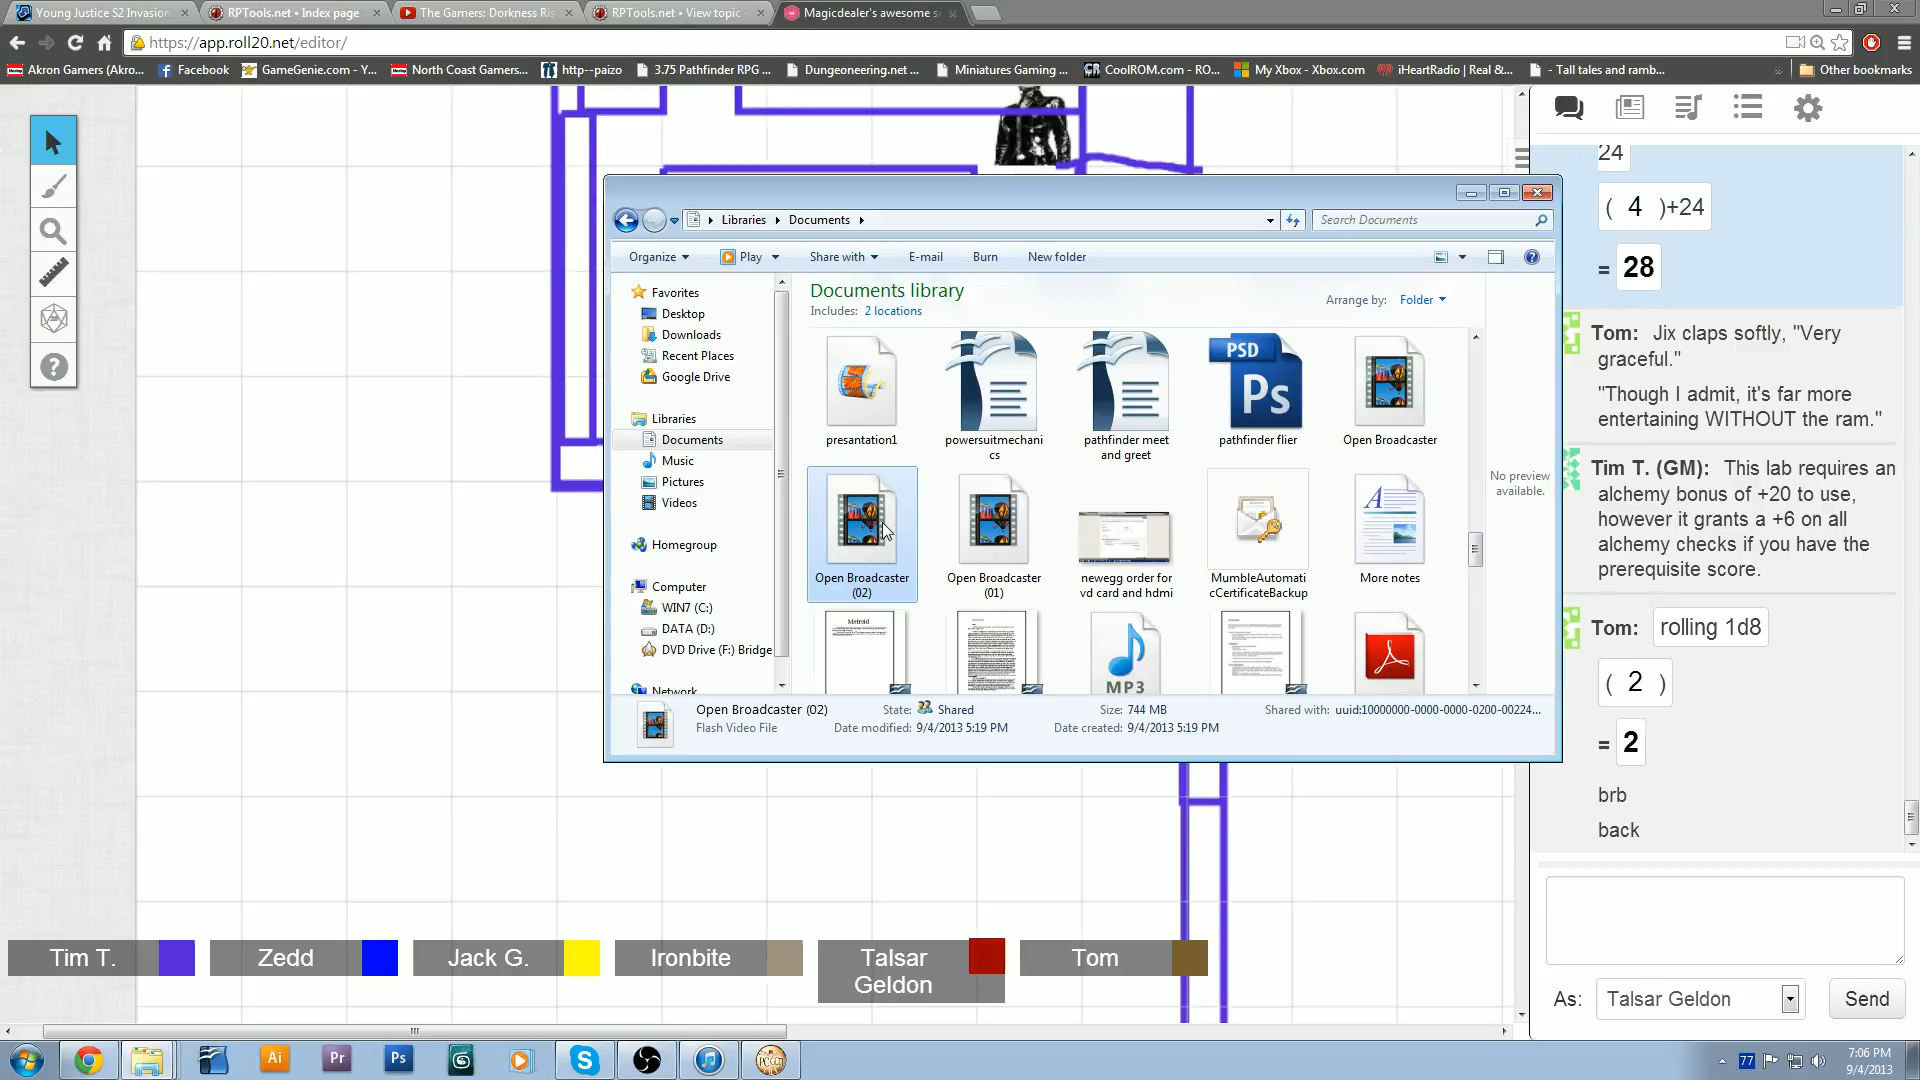 Young Justice S2 Invasion
RPTools.net • Index page
The Gamers: Dorkness Ris
RPTools.net • View topic
Magicdealer's awesome s
https://app.roll20.net/editor/
Akron Gamers (Akro...
Facebook
GameGenie.com - Y...
North Coast Gamers...
http--paizo
3.75 Pathfinder RPG ...
Dungeoneering.net ...
Miniatures Gaming ...
CoolROM.com - RO...
My Xbox - Xbox.com
iHeartRadio | Real &...
- Tall tales and ramb...
»
Other bookmarks
Libraries
Documents
Search Documents
Organize
Play
Share with
E-mail
Burn
New folder
Favorites
Desktop
Downloads
Recent Places
Google Drive
Libraries
Documents
Music
Pictures
Videos
Homegroup
Computer
WIN7 (C:)
DATA (D:)
DVD Drive (F:) Bridge
Network
Documents library
Includes: 2 locations
Arrange by: Folder
presantation1
powersuitmechani
cs
pathfinder meet
and greet
PSD
Ps
pathfinder flier
Open Broadcaster
Open Broadcaster
(02)
Open Broadcaster
(01)
newegg order for
vd card and hdmi
MumbleAutomati
cCertificateBackup
More notes
Metroid
MP3
No preview
available.
Open Broadcaster (02)
Flash Video File
State: Shared
Date modified: 9/4/2013 5:19 PM
Size: 744 MB
Date created: 9/4/2013 5:19 PM
Shared with: uuid:10000000-0000-0000-0200-00224...
24
( 4 )+24
= 28
Tom: Jix claps softly, "Very
graceful."
"Though I admit, it's far more
entertaining WITHOUT the ram."
Tim T. (GM): This lab requires an
alchemy bonus of +20 to use,
however it grants a +6 on all
alchemy checks if you have the
prerequisite score.
Tom: rolling 1d8
( 2 )
= 2
brb
back
As: Talsar Geldon
Send
Tim T.
Zedd
Jack G.
Ironbite
Talsar
Geldon
Tom
Ai
Pr
Ps
77
7:06 PM
9/4/2013